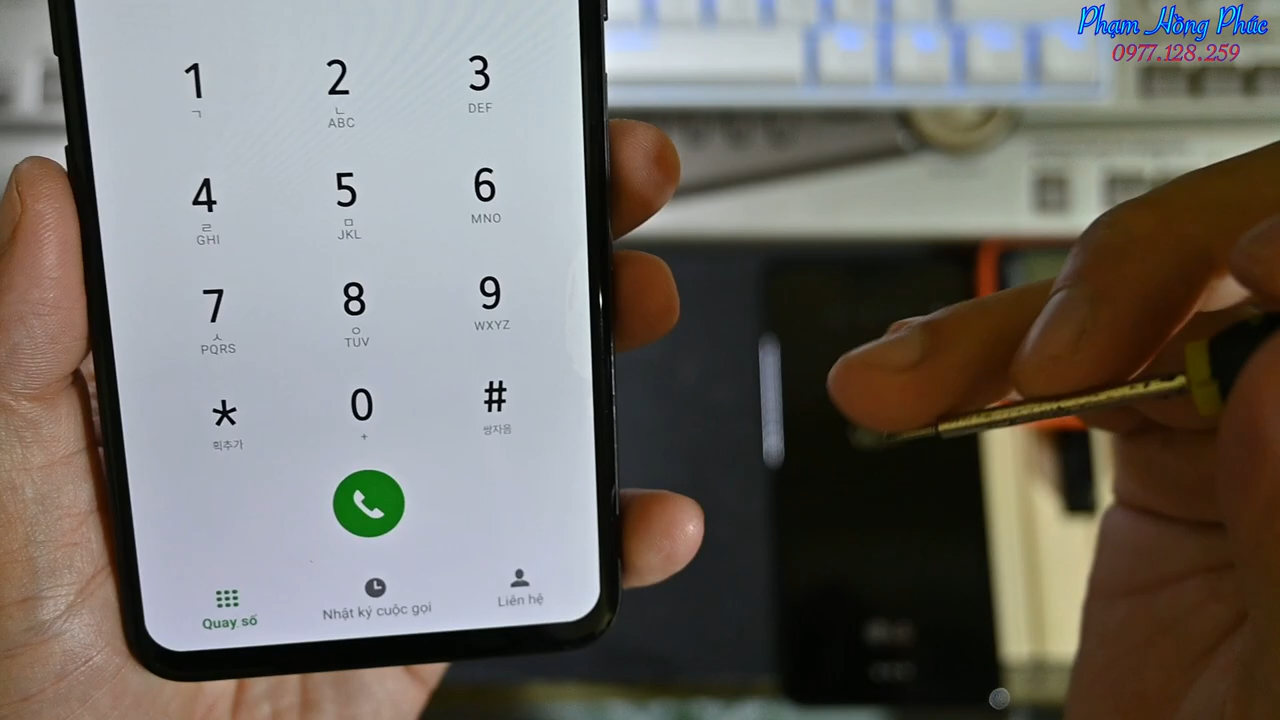 Phạm Hồng Phúc
0977.128.259
1 2 3
ㄱ ㄴ
ABC DEF
4 5 6
ㄹ ㅁ
GHI JKL MNO
7 8 9
ㅅ ㅇ
PQRS TUV WXYZ
* 0 #
획추가 + 쌍자음
Quay số Nhật ký cuộc gọi Liên hệ